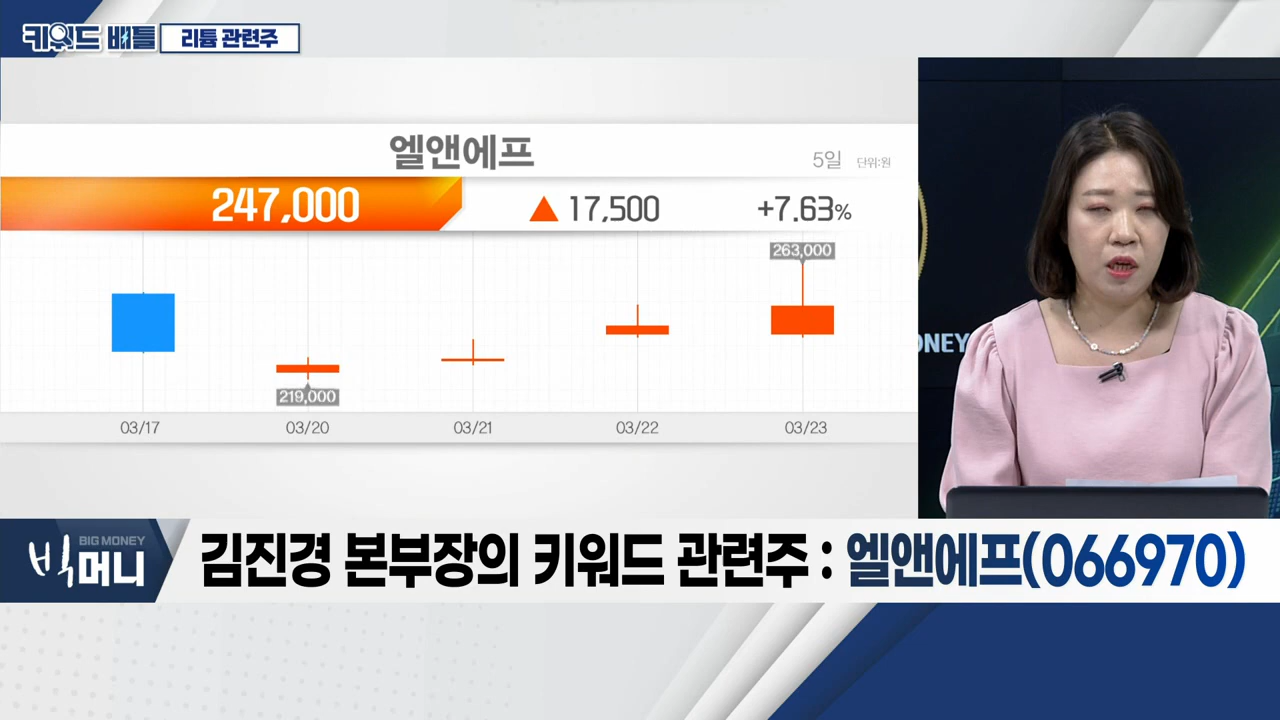 키워드 배틀 리튬 관련주
엘앤에프
5일 단위:원
247,000 ▲ 17,500 +7.63%
263,000
219,000
03/17 03/20 03/21 03/22 03/23
ONEY
BIG MONEY
빅머니
김진경 본부장의 키워드 관련주 : 엘앤에프(066970)